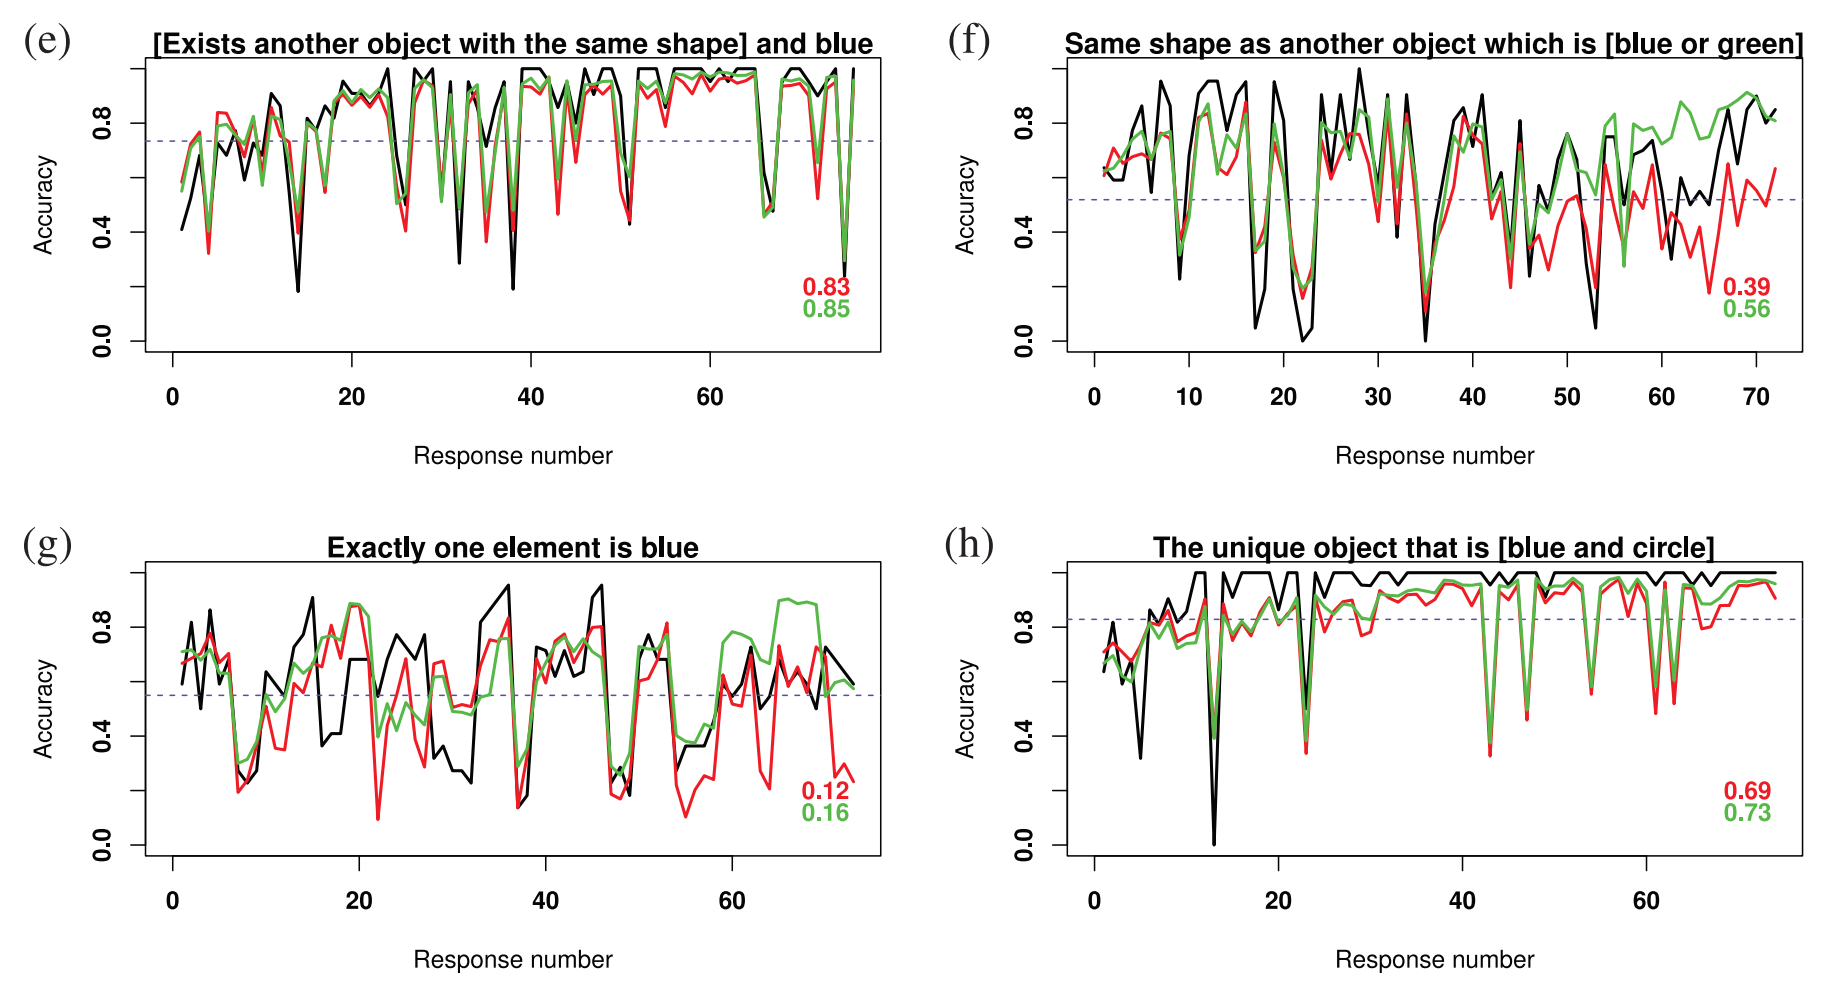 (e)
[Exists another object with the same shape] and blue
Accuracy
0.8
0.4
0.0
0.83
0.85
0 20 40 60
Response number
(f)
Same shape as another object which is [blue or green]
Accuracy
0.8
0.4
0.0
0.39
0.56
0 10 20 30 40 50 60 70
Response number
(g)
Exactly one element is blue
Accuracy
0.8
0.4
0.0
0.12
0.16
0 20 40 60
Response number
(h)
The unique object that is [blue and circle]
Accuracy
0.8
0.4
0.0
0.69
0.73
0 20 40 60
Response number